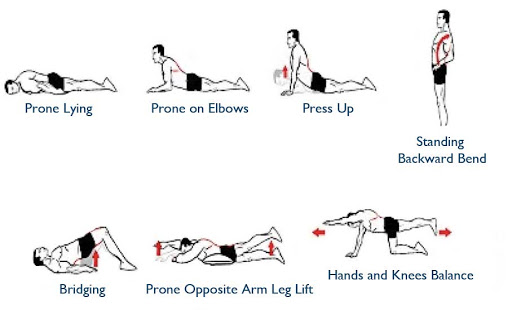 Prone Lying
Prone on Elbows
Press Up
Standing
Backward Bend
Bridging
Prone Opposite Arm Leg Lift
Hands and Knees Balance